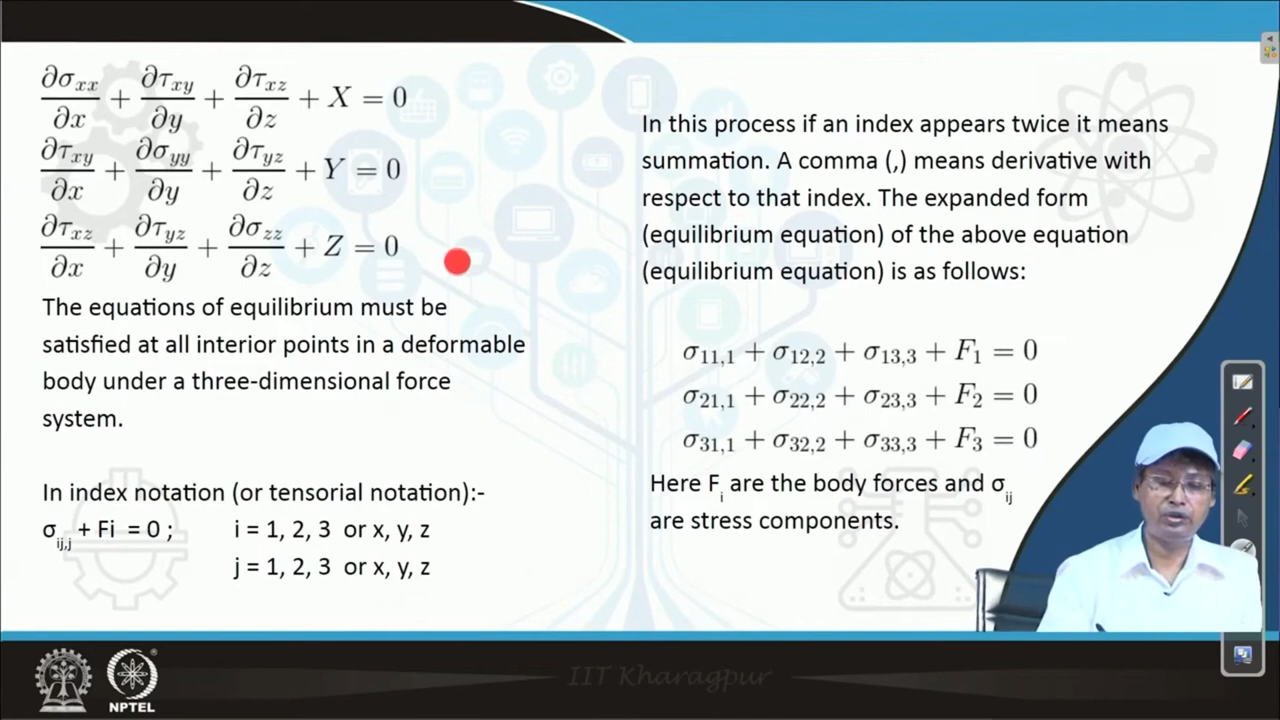 ∂σxx/∂x + ∂τxy/∂y + ∂τxz/∂z + X = 0
∂τxy/∂x + ∂σyy/∂y + ∂τyz/∂z + Y = 0
∂τxz/∂x + ∂τyz/∂y + ∂σzz/∂z + Z = 0
The equations of equilibrium must be
satisfied at all interior points in a deformable
body under a three-dimensional force
system.
In index notation (or tensorial notation):-
σij,j + Fi = 0 ; i = 1, 2, 3 or x, y, z
j = 1, 2, 3 or x, y, z
In this process if an index appears twice it means
summation. A comma (,) means derivative with
respect to that index. The expanded form
(equilibrium equation) of the above equation
(equilibrium equation) is as follows:
σ11,1 + σ12,2 + σ13,3 + F1 = 0
σ21,1 + σ22,2 + σ23,3 + F2 = 0
σ31,1 + σ32,2 + σ33,3 + F3 = 0
Here Fi are the body forces and σij
are stress components.
IIT Kharagpur
NPTEL